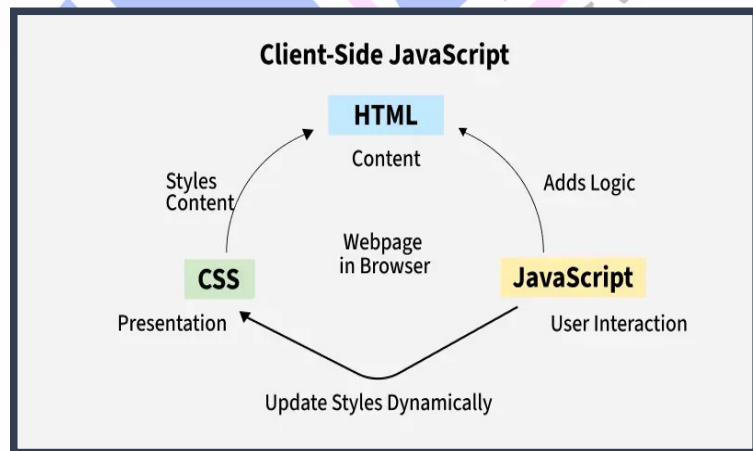 Client-Side JavaScript
HTML
Content
Styles
Content
Adds Logic
Webpage
in Browser
CSS
JavaScript
Presentation
User Interaction
Update Styles Dynamically